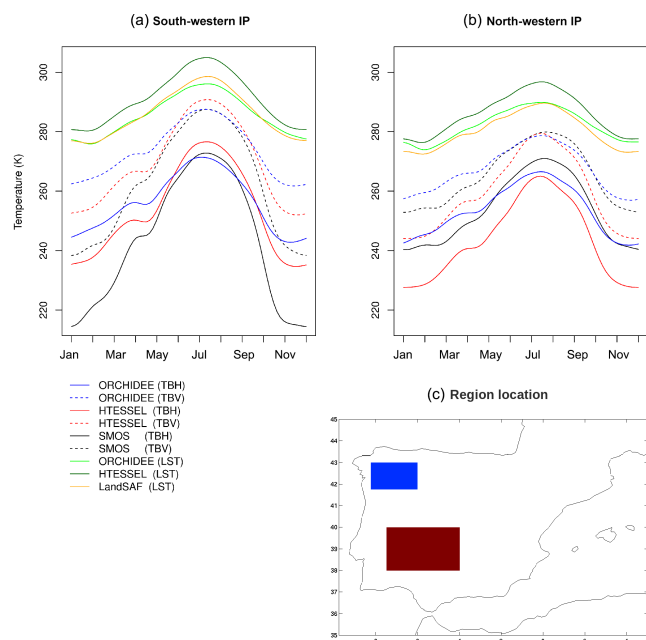 (a) South-western IP
(b) North-western IP
Temperature (K)
300
280
260
240
220
Jan Mar May Jul Sep Nov
300
280
260
240
220
Jan Mar May Jul Sep Nov
ORCHIDEE (TBH)
ORCHIDEE (TBV)
HTESSEL (TBH)
HTESSEL (TBV)
SMOS (TBH)
SMOS (TBV)
ORCHIDEE (LST)
HTESSEL (LST)
LandSAF (LST)
(c) Region location
45
44
43
42
41
40
39
38
37
36
35